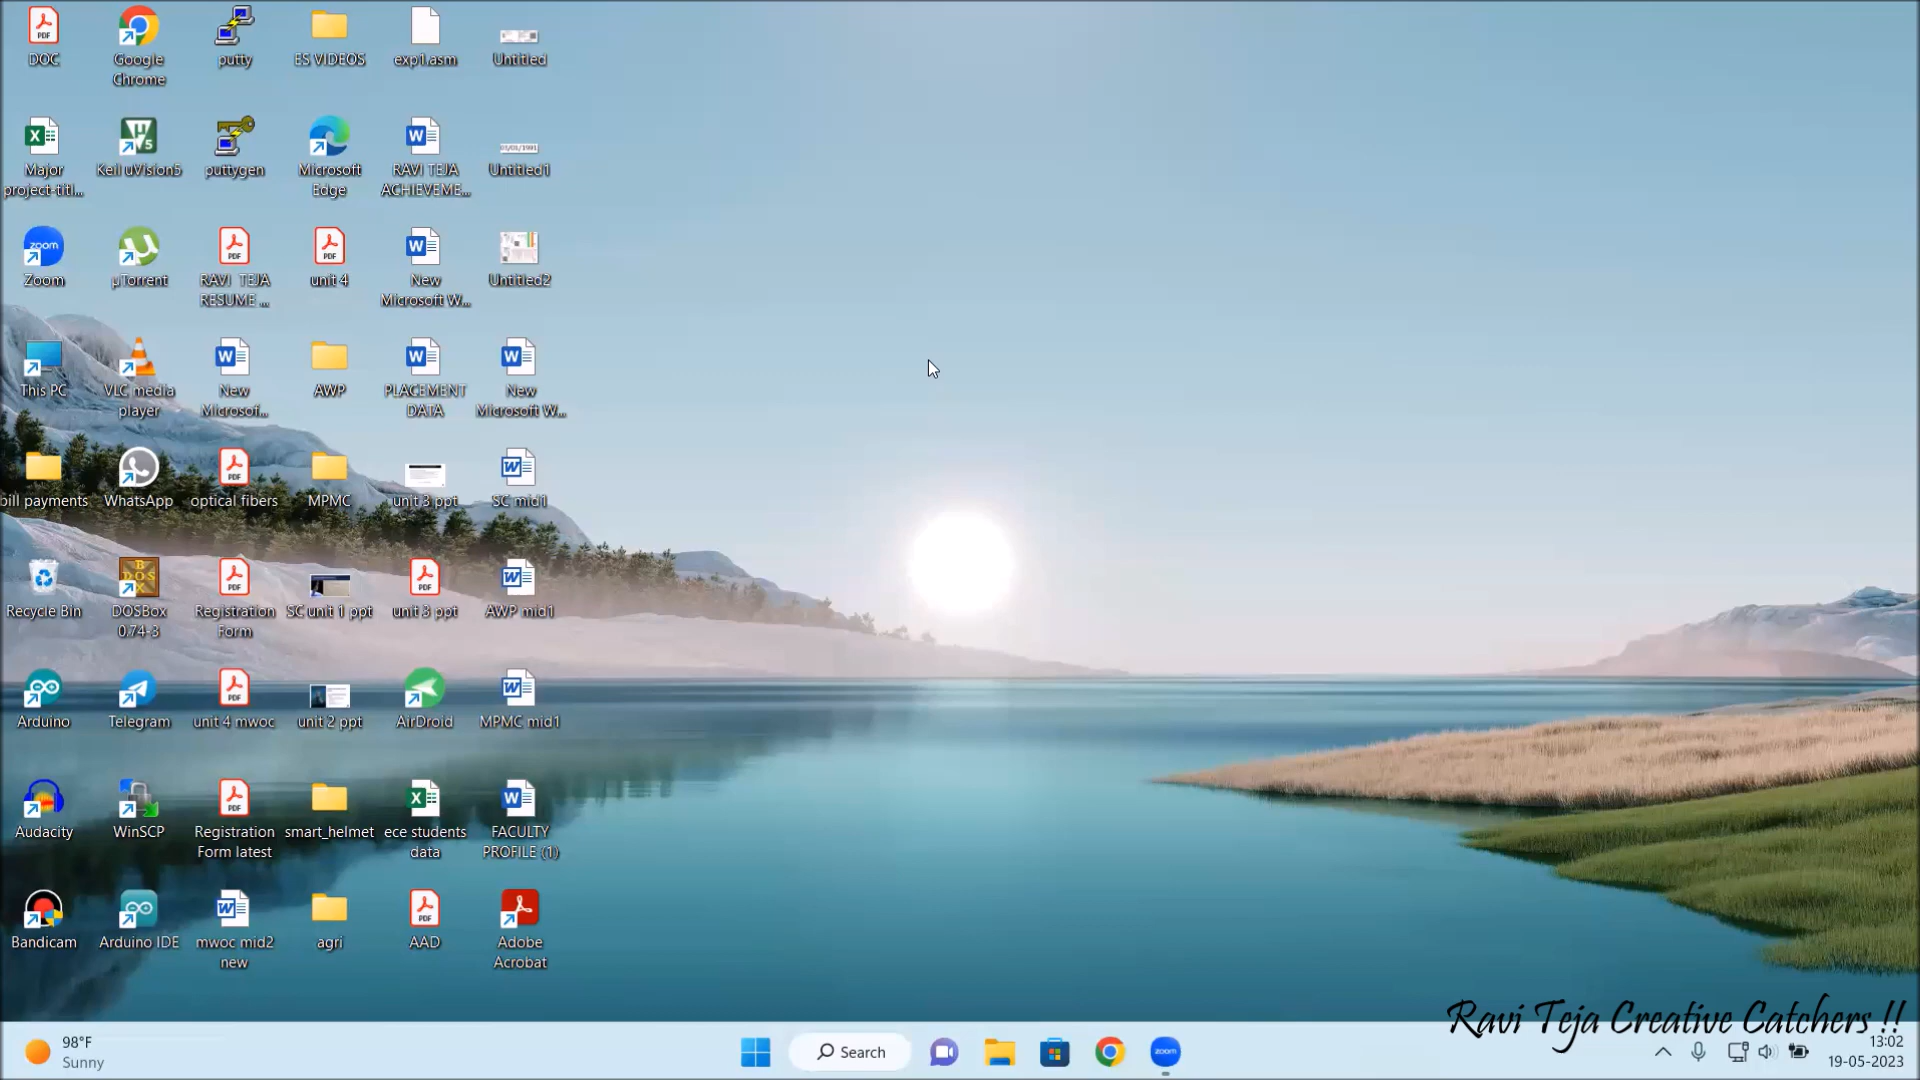 DOC
Google
Chrome
putty
ES VIDEOS
exp1.asm
Untitled
Major
project-titl...
Keil uVision5
puttygen
Microsoft
Edge
RAVI TEJA
ACHIEVEME...
01/01/1991
Untitled1
zoom
Zoom
µTorrent
RAVI TEJA
RESUME ...
unit 4
New
Microsoft W...
Untitled2
This PC
VLC media
player
New
Microsof...
AWP
PLACEMENT
DATA
New
Microsoft W...
bill payments
WhatsApp
optical fibers
MPMC
unit 3 ppt
SC mid1
Recycle Bin
DOSBox
0.74-3
Registration
Form
SC unit 1 ppt
unit 3 ppt
AWP mid1
Arduino
Telegram
unit 4 mwoc
unit 2 ppt
AirDroid
MPMC mid1
Audacity
WinSCP
Registration
Form latest
smart_helmet
ece students
data
FACULTY
PROFILE (1)
Bandicam
Arduino IDE
mwoc mid2
new
agri
AAD
Adobe
Acrobat
Ravi Teja Creative Catchers !!
98°F
Sunny
Search
zoom
13:02
19-05-2023